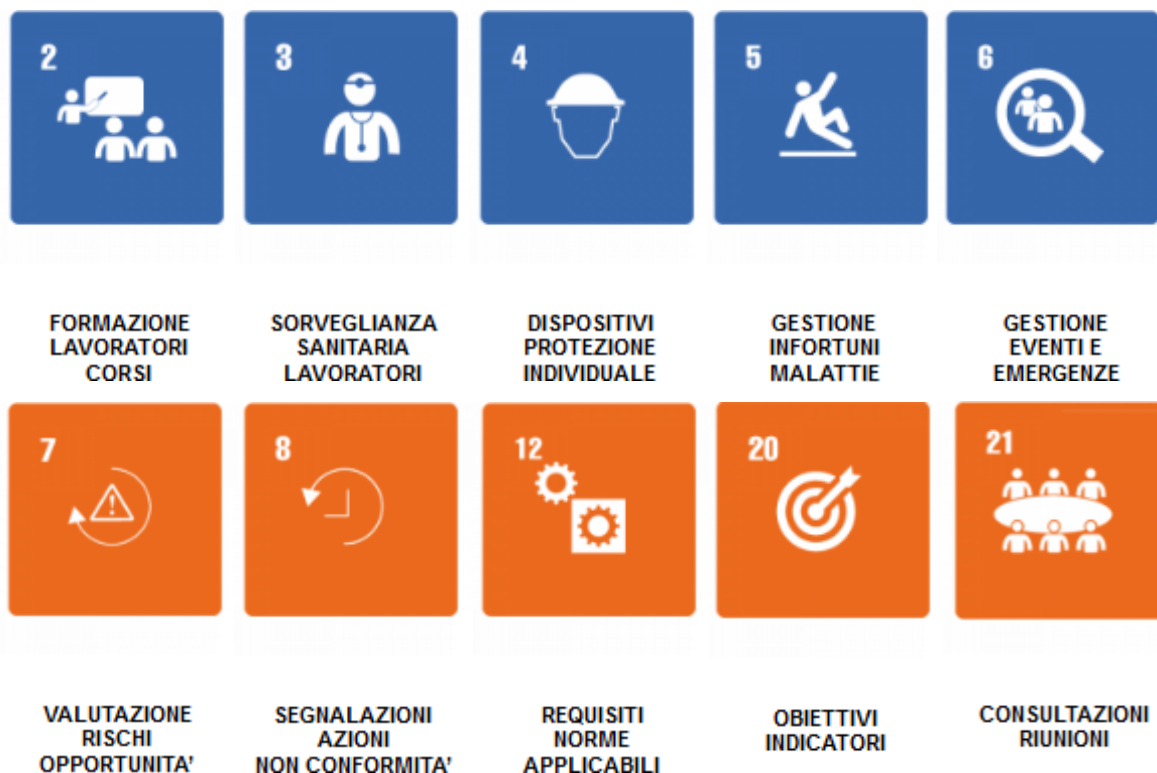 2
3
4
5
6
FORMAZIONE
LAVORATORI
CORSI
SORVEGLIANZA
SANITARIA
LAVORATORI
DISPOSITIVI
PROTEZIONE
INDIVIDUALE
GESTIONE
INFORTUNI
MALATTIE
GESTIONE
EVENTI E
EMERGENZE
7
8
12
20
21
VALUTAZIONE
RISCHI
OPPORTUNITA'
SEGNALAZIONI
AZIONI
NON CONFORMITA'
REQUISITI
NORME
APPLICABILI
OBIETTIVI
INDICATORI
CONSULTAZIONI
RIUNIONI